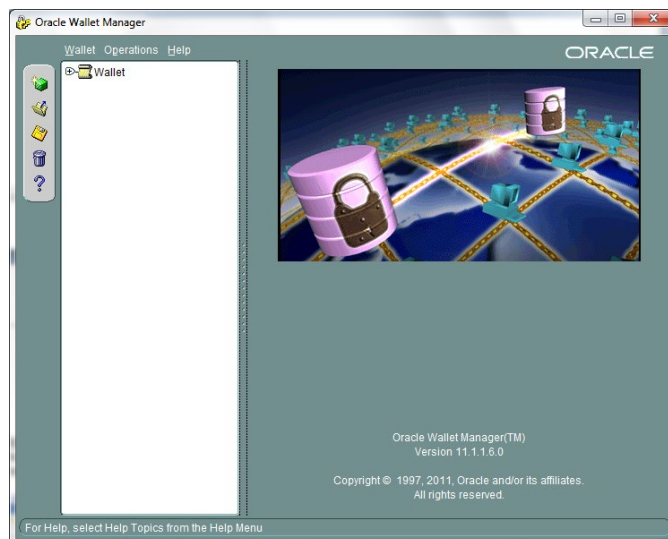 Oracle Wallet Manager
Wallet Operations Help
ORACLE
Wallet
Oracle Wallet Manager(TM)
Version 11.1.1.6.0
Copyright © 1997, 2011, Oracle and/or its affiliates.
All rights reserved.
For Help, select Help Topics from the Help Menu